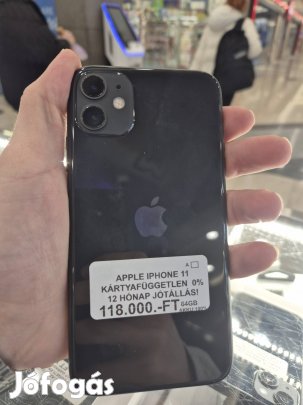 A
APPLE IPHONE 11
KÁRTYAFÜGGETLEN 0%
12 HÓNAP JÓTÁLLÁS!
118.000.-FT 64GB
Jófogás